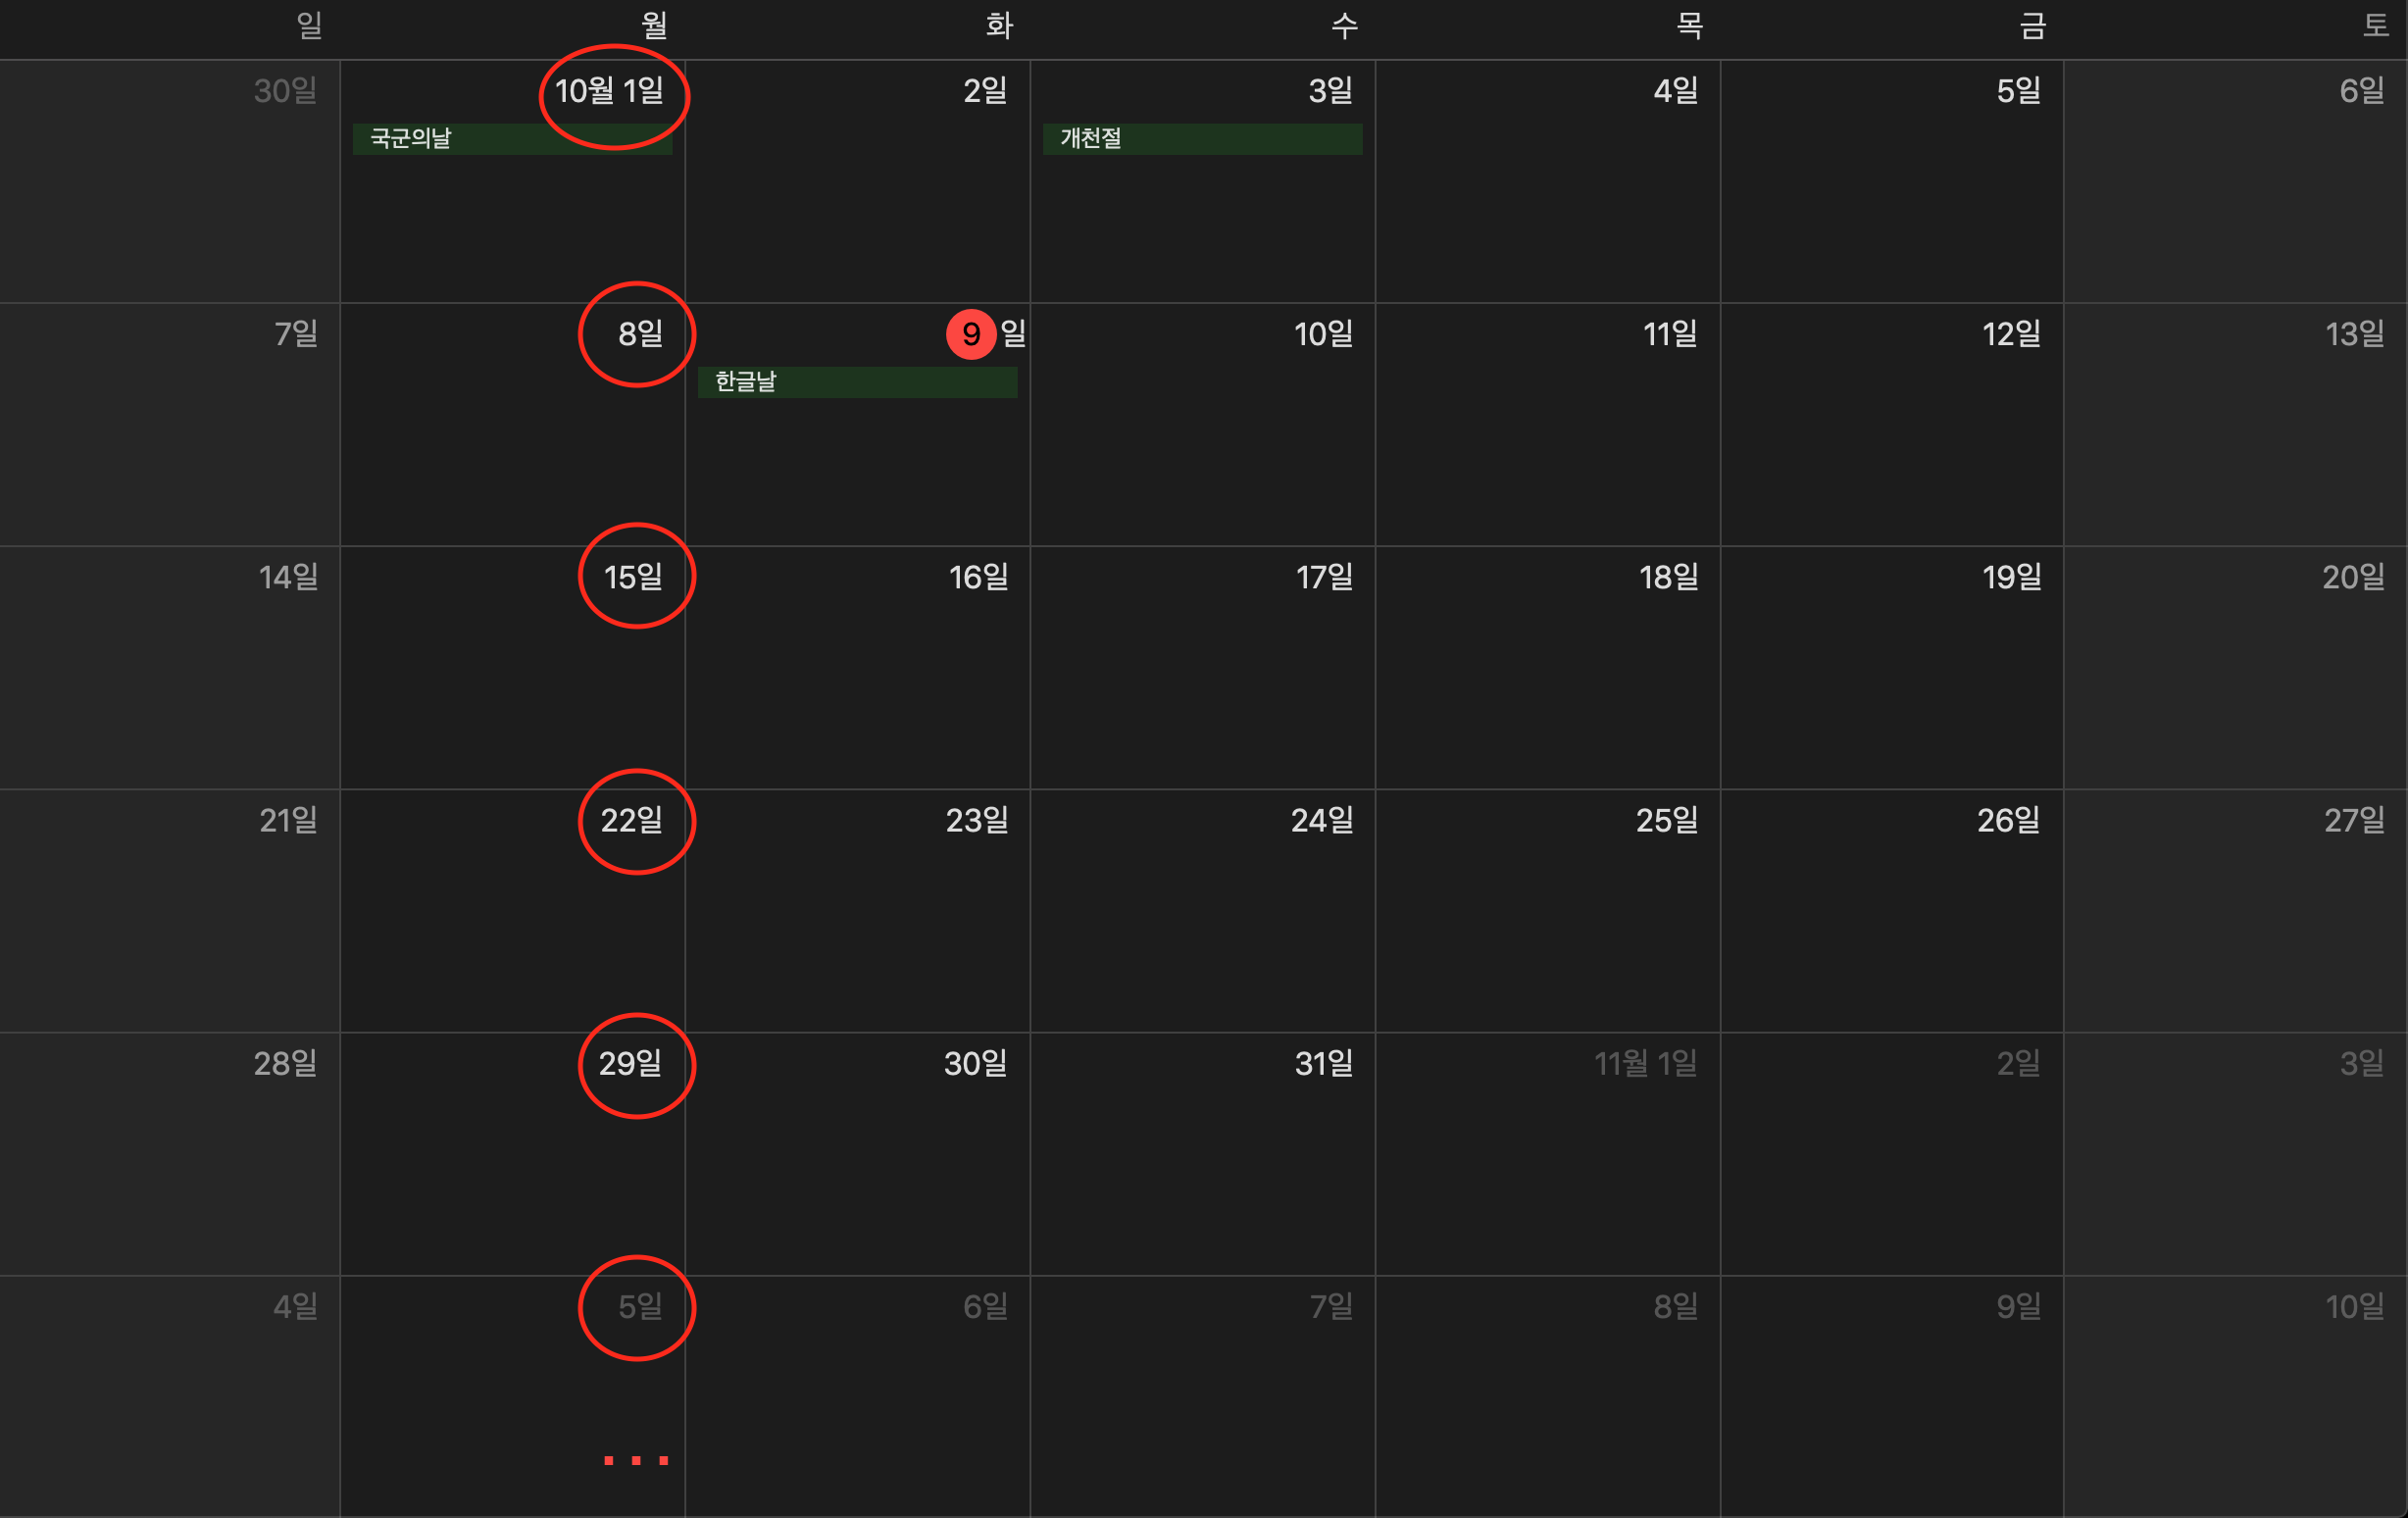 일 월 화 수 목 금 토
30일 10월 1일 2일 3일 4일 5일 6일
국군의날 개천절
7일 8일 9일 10일 11일 12일 13일
한글날
14일 15일 16일 17일 18일 19일 20일
21일 22일 23일 24일 25일 26일 27일
28일 29일 30일 31일 11월 1일 2일 3일
4일 5일 6일 7일 8일 9일 10일
...